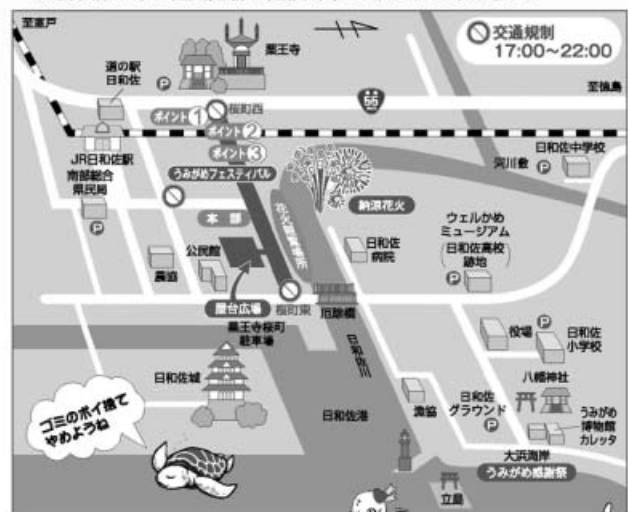 至室戸
薬王寺
交通規制
17:00~22:00
道の駅
日和佐
P
至徳島
55
ポイント1
桜町西
ポイント2
ポイント3
JR日和佐駅
日和佐中学校
P
河川敷
南部総合
県民局
P
うみがめフェスティバル
納涼花火
本部
花火観賞場所
ウェルかめ
ミュージアム
(日和佐高校
跡地)
P
日和佐
病院
公民館
農協
屋台広場
桜町東
厄除橋
薬王寺桜町
駐車場
役場
P
日和佐
小学校
日和佐川
日和佐城
八幡神社
ゴミのポイ捨て
やめようね
日和佐港
漁協
日和佐
グラウンド
P
うみがめ
博物館
カレッタ
大浜海岸
うみがめ感謝祭
立島